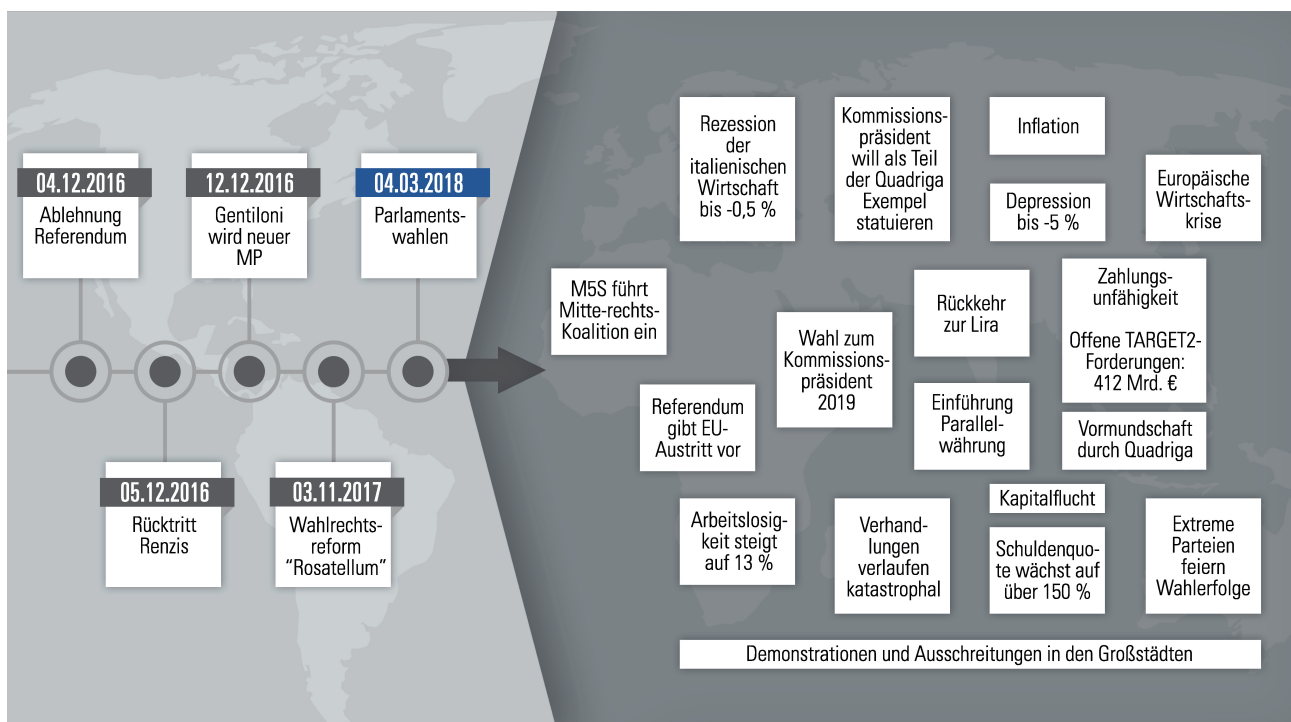 04.12.2016
Ablehnung
Referendum
05.12.2016
Rücktritt
Renzis
12.12.2016
Gentiloni
wird neuer
MP
03.11.2017
Wahlrechts-
reform
“Rosatellum”
04.03.2018
Parlaments-
wahlen
M5S führt
Mitte-rechts-
Koalition ein
Referendum
gibt EU-
Austritt vor
Rezession
der
italienischen
Wirtschaft
bis -0,5 %
Arbeitslosig-
keit steigt
auf 13 %
Wahl zum
Kommissions-
präsident
2019
Kommissions-
präsident
will als Teil
der Quadriga
Exempel
statuieren
Verhand-
lungen
verlaufen
katastrophal
Rückkehr
zur Lira
Einführung
Parallel-
währung
Inflation
Depression
bis -5 %
Kapitalflucht
Schuldenquo-
te wächst auf
über 150 %
Zahlungs-
unfähigkeit
Offene TARGET2-
Forderungen:
412 Mrd. €
Vormundschaft
durch Quadriga
Europäische
Wirtschafts-
krise
Extreme
Parteien
feiern
Wahlerfolge
Demonstrationen und Ausschreitungen in den Großstädten